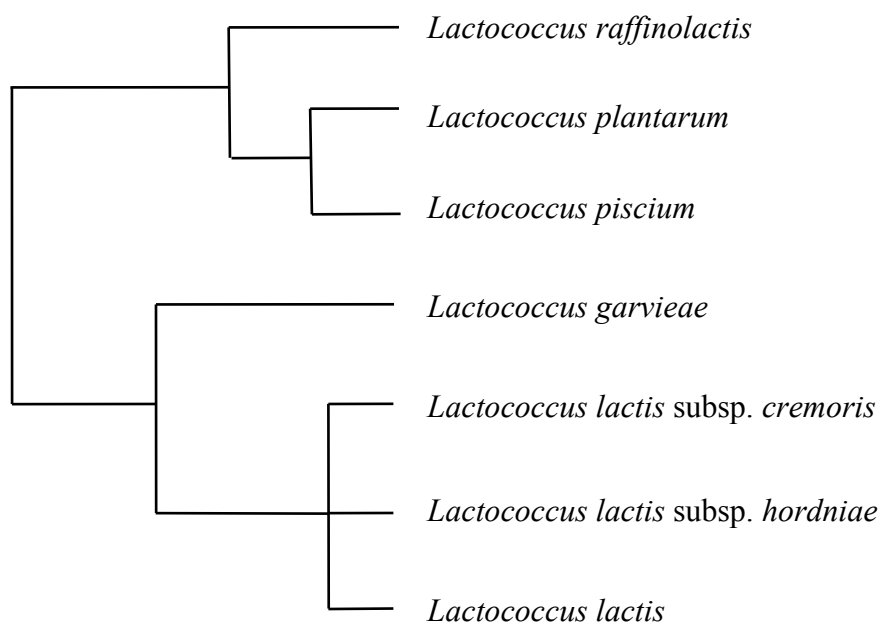 Lactococcus raffinolactis
Lactococcus plantarum
Lactococcus piscium
Lactococcus garvieae
Lactococcus lactis subsp. cremoris
Lactococcus lactis subsp. hordniae
Lactococcus lactis